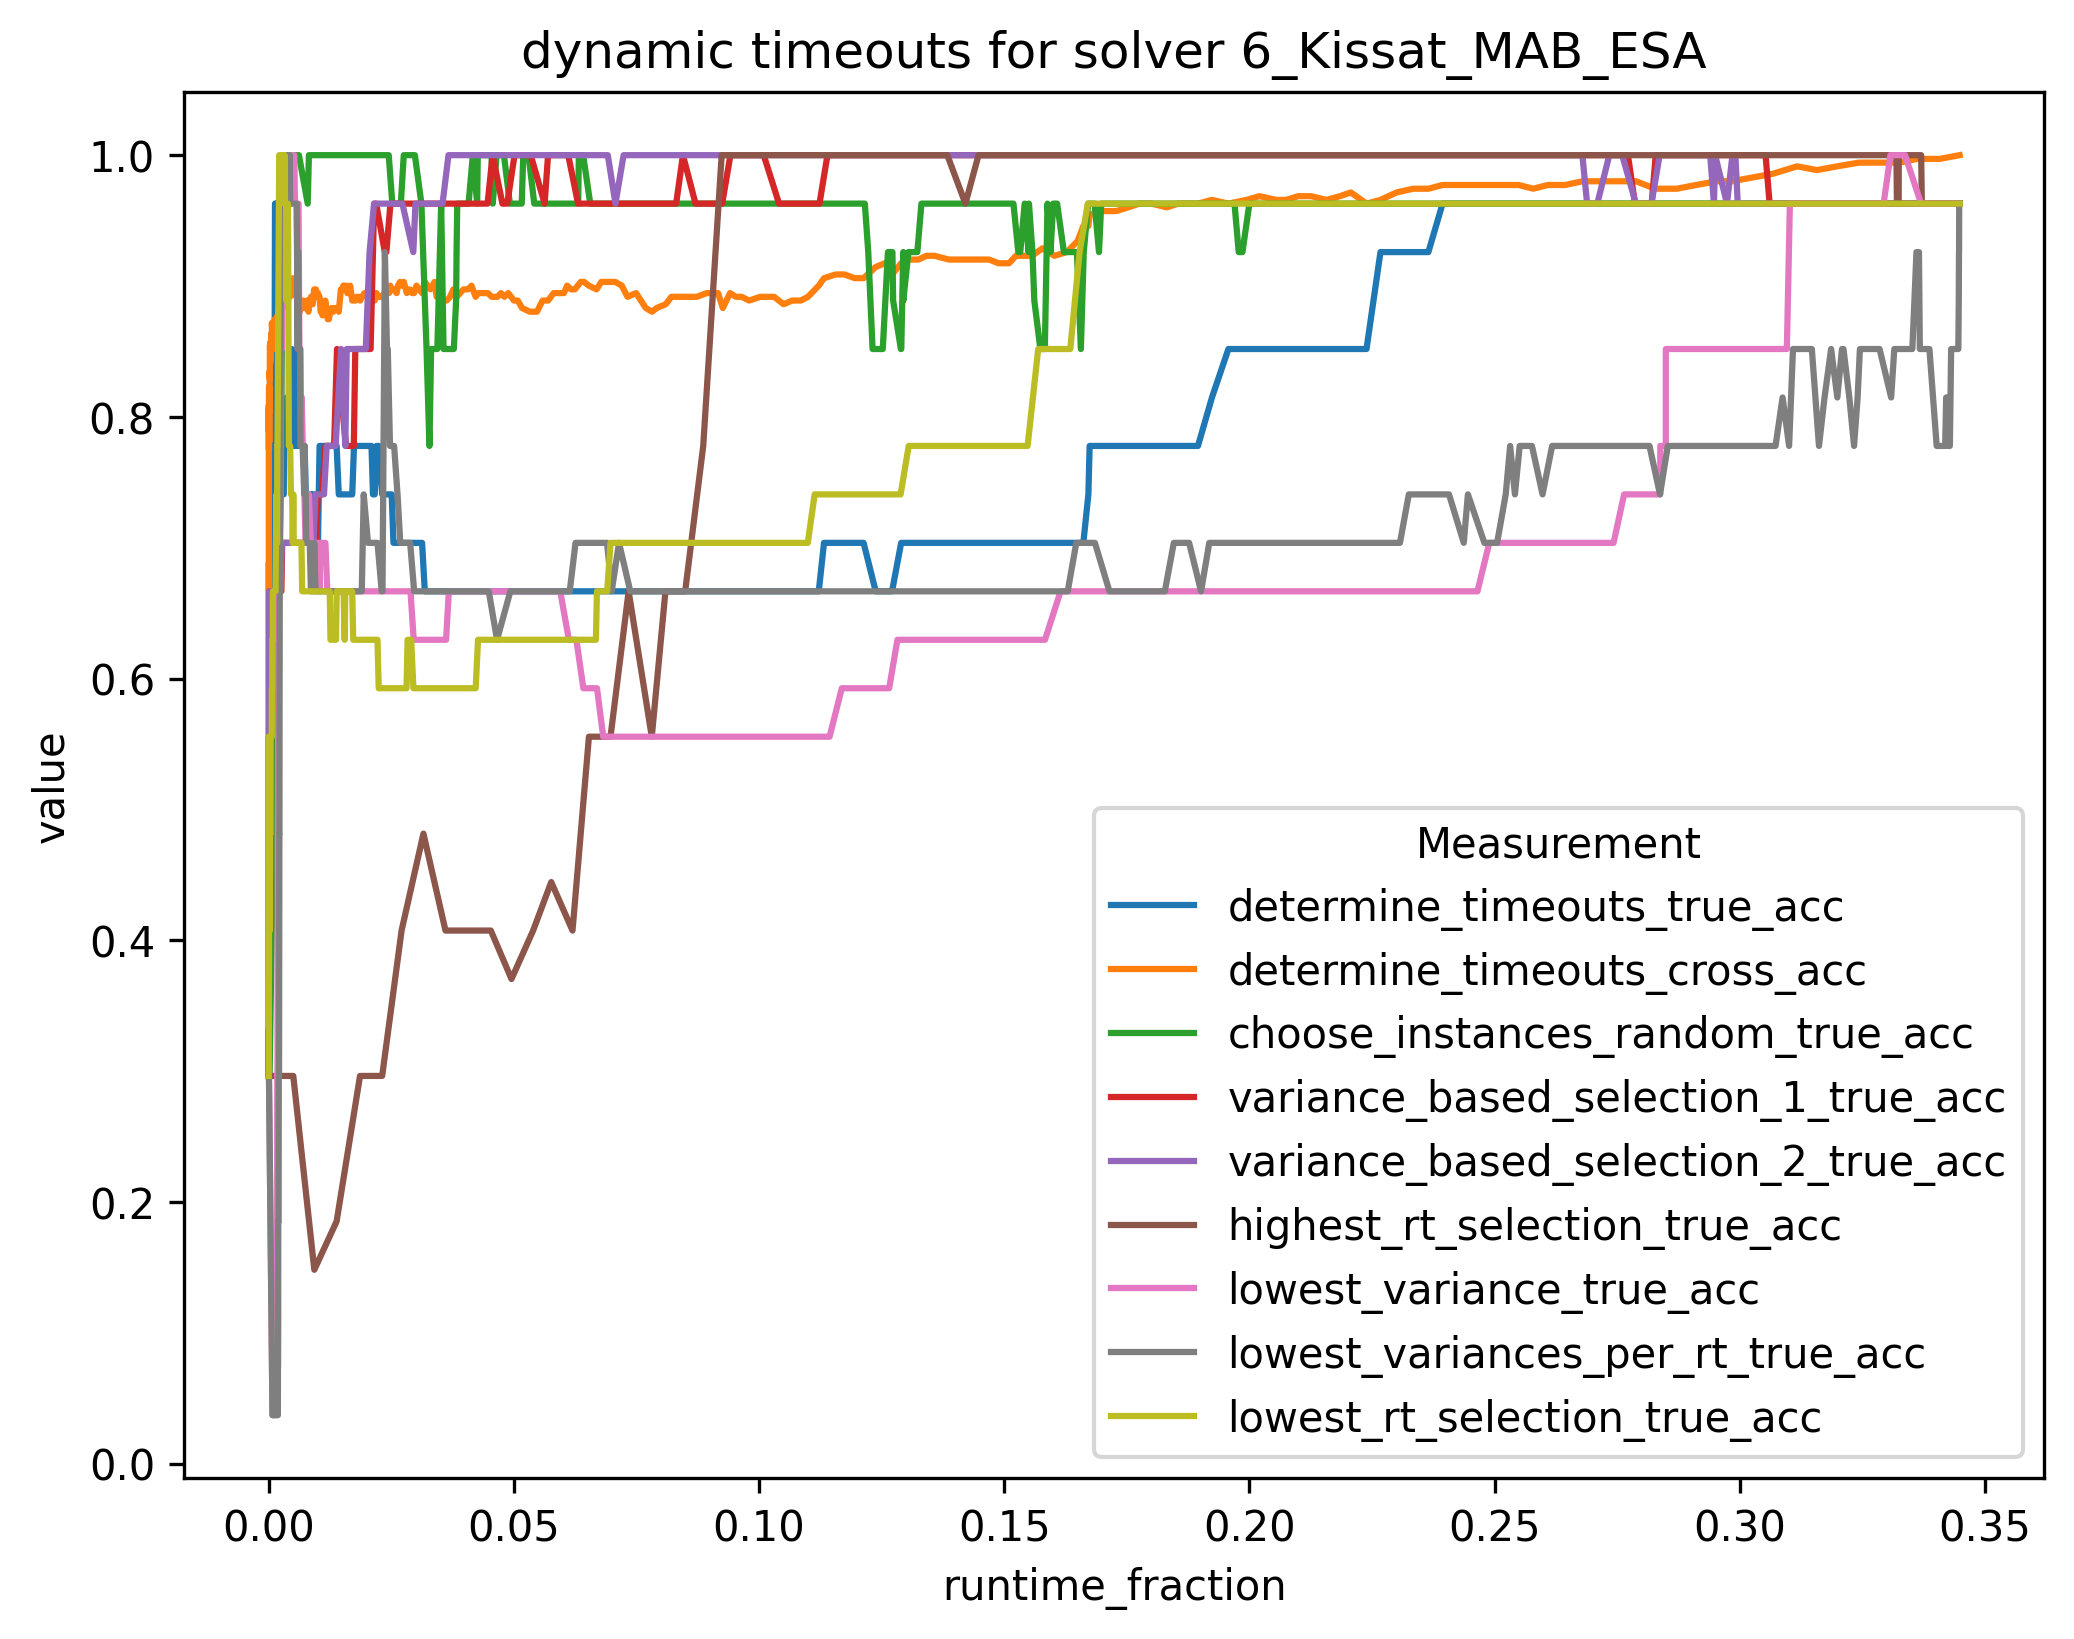 dynamic timeouts for solver 6_Kissat_MAB_ESA
1.0
0.8
0.6
0.4
0.2
0.0
value
Measurement
determine_timeouts_true_acc
determine_timeouts_cross_acc
choose_instances_random_true_acc
variance_based_selection_1_true_acc
variance_based_selection_2_true_acc
highest_rt_selection_true_acc
lowest_variance_true_acc
lowest_variances_per_rt_true_acc
lowest_rt_selection_true_acc
0.00 0.05 0.10 0.15 0.20 0.25 0.30 0.35
runtime_fraction